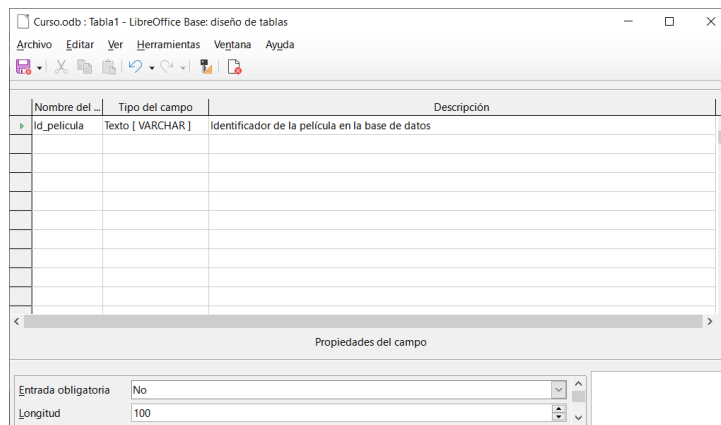 Curso.odb : Tabla1 - LibreOffice Base: diseño de tablas
Archivo Editar Ver Herramientas Ventana Ayuda
Nombre del ... Tipo del campo Descripción
Id_pelicula Texto [ VARCHAR ] Identificador de la película en la base de datos
Propiedades del campo
Entrada obligatoria No
Longitud 100